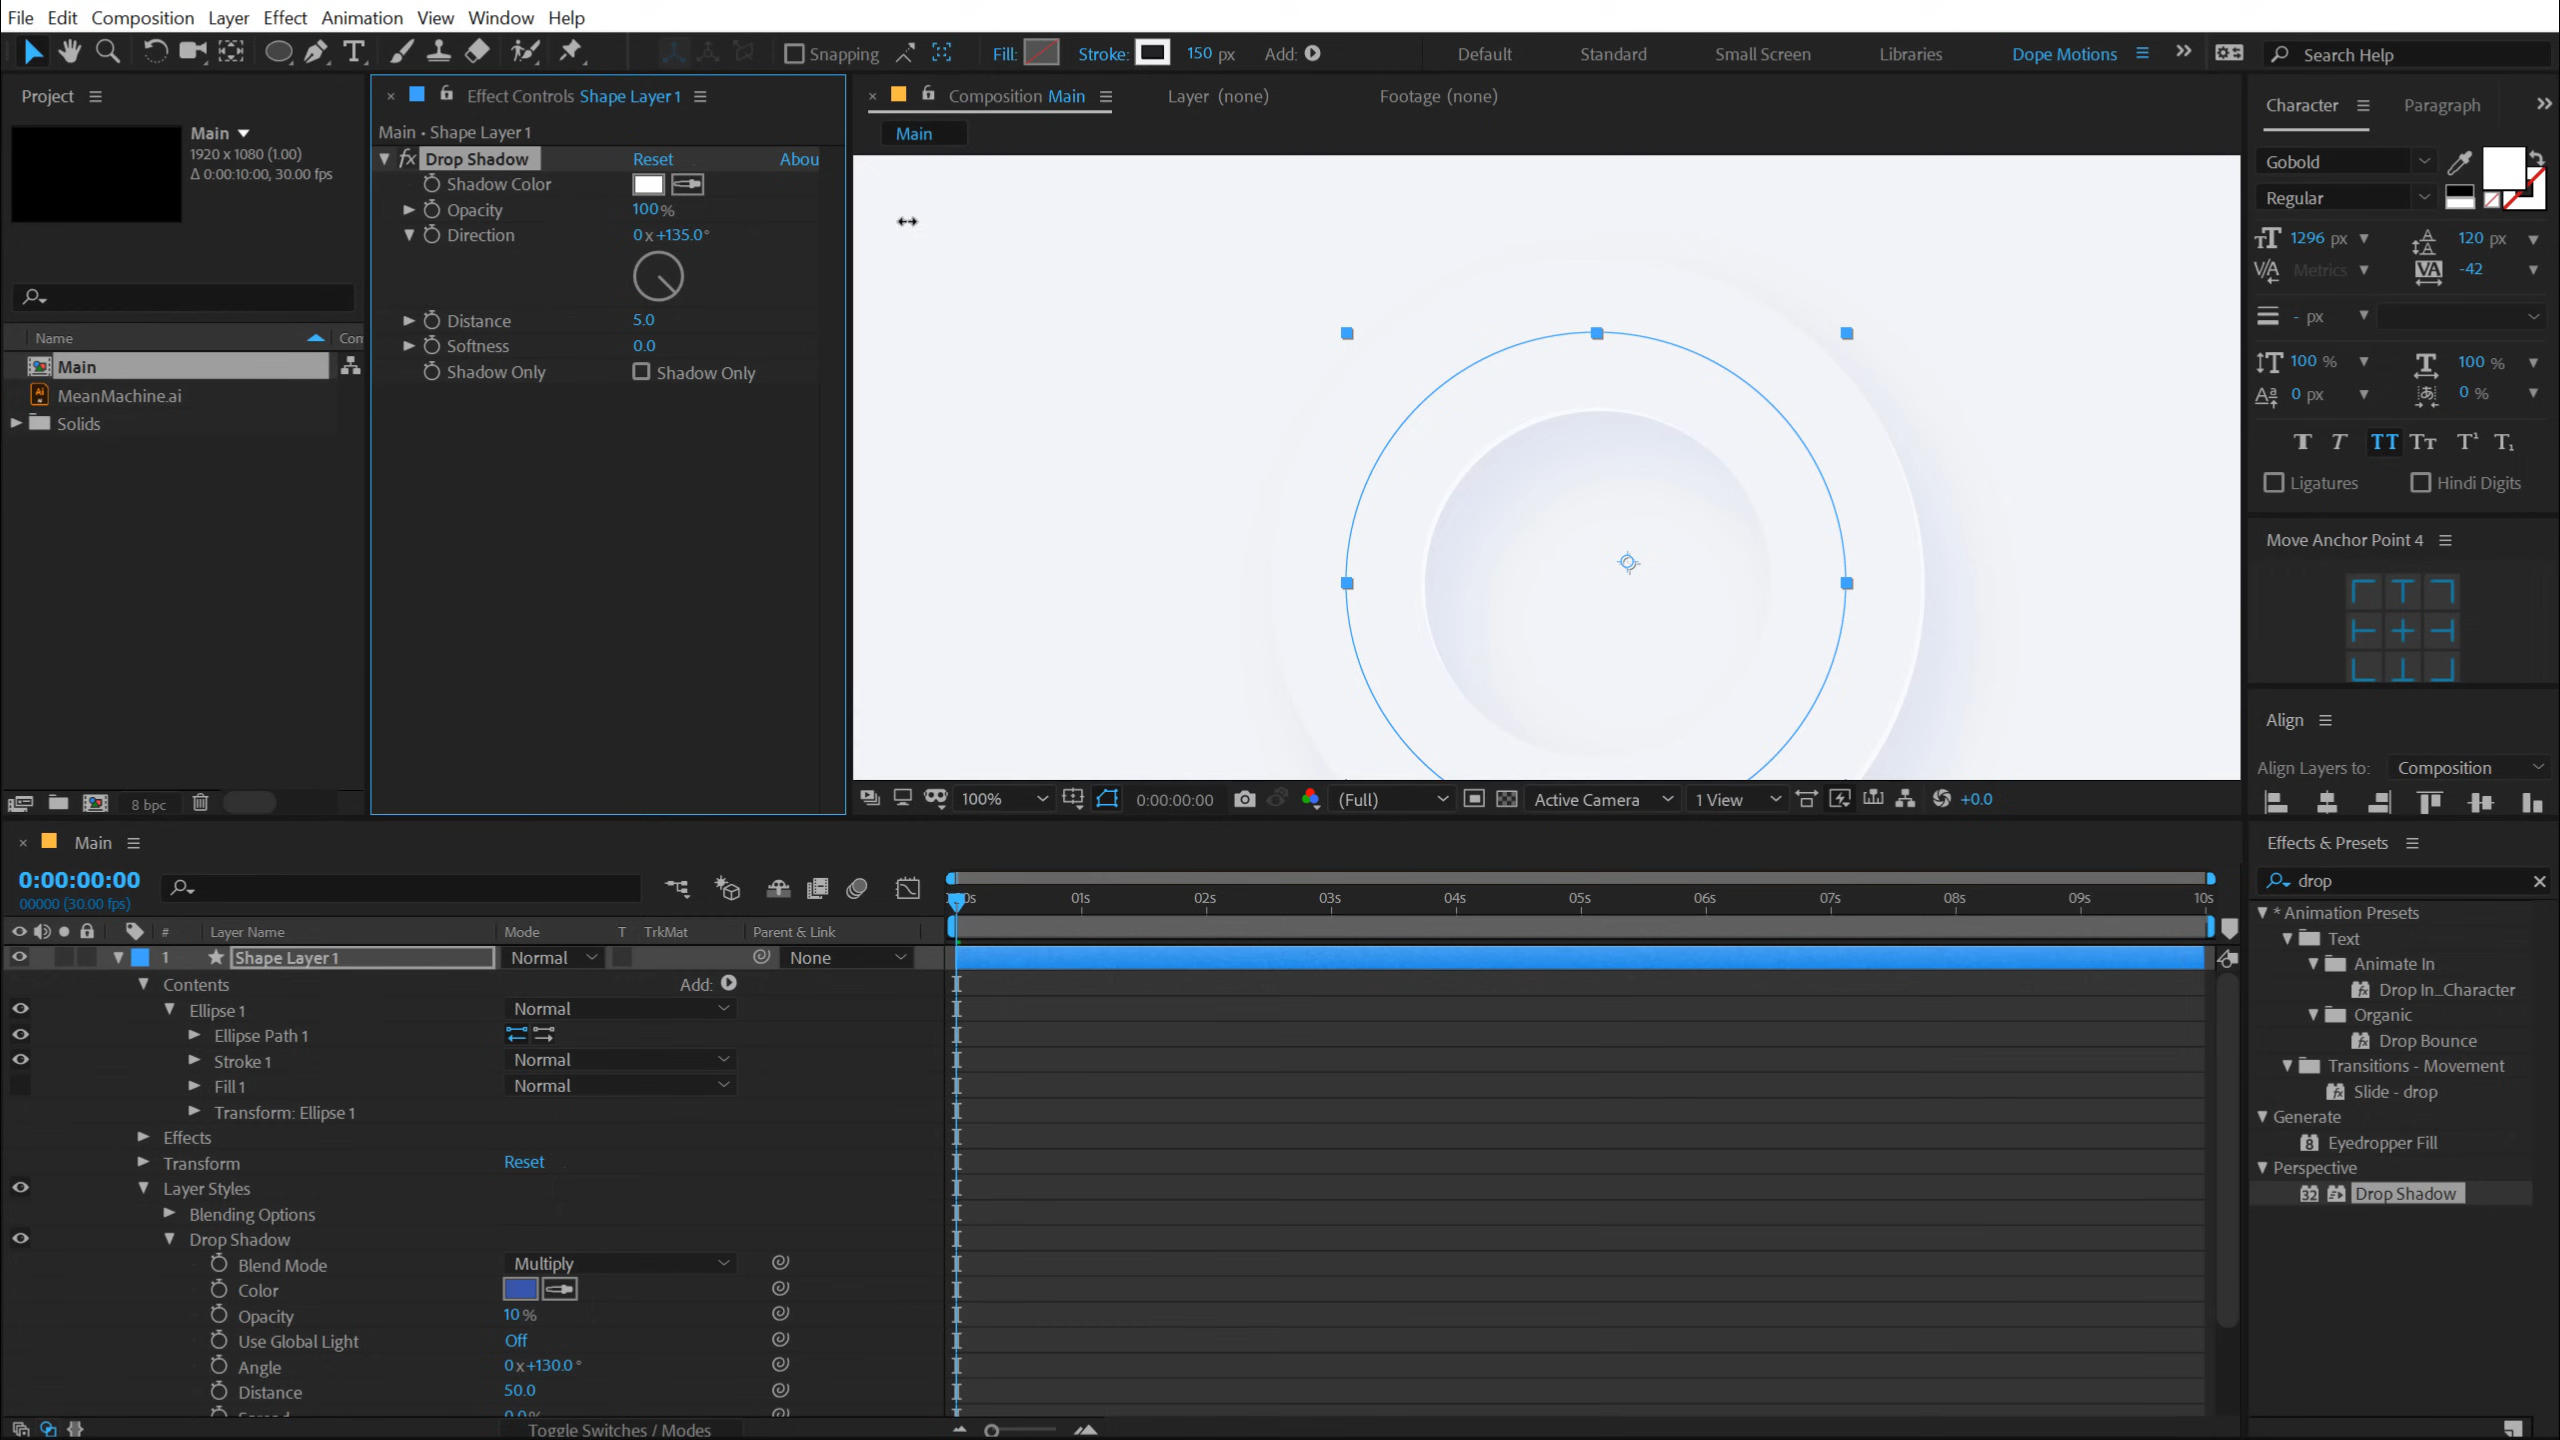 File Edit Composition Layer Effect Animation View Window Help
Snapping Fill: Stroke: 150 px Add: Default Standard Small Screen Libraries Dope Motions Search Help
Project
Main
1920 x 1080 (1.00)
Δ 0:00:10:00, 30.00 fps
Name
Main
MeanMachine.ai
Solids
8 bpc
Effect Controls Shape Layer 1
Main • Shape Layer 1
fx Drop Shadow Reset Abou
Shadow Color
Opacity 100 %
Direction 0 x +135.0°
Distance 5.0
Softness 0.0
Shadow Only Shadow Only
Composition Main Layer (none) Footage (none)
Main
100% 0:00:00:00 (Full) Active Camera 1 View +0.0
Character Paragraph
Gobold
Regular
1296 px 120 px
Metrics -42
- px
100 % 100 %
0 px 0 %
T T TT Tт T¹ T₁
Ligatures Hindi Digits
Move Anchor Point 4
Align
Align Layers to: Composition
Main
0:00:00:00
00000 (30.00 fps)
# Layer Name Mode T TrkMat Parent & Link
1 Shape Layer 1 Normal None
Contents Add:
Ellipse 1 Normal
Ellipse Path 1
Stroke 1 Normal
Fill 1 Normal
Transform: Ellipse 1
Effects
Transform Reset
Layer Styles
Blending Options
Drop Shadow
Blend Mode Multiply
Color
Opacity 10 %
Use Global Light Off
Angle 0 x +130.0 °
Distance 50.0
Toggle Switches / Modes
01s 02s 03s 04s 05s 06s 07s 08s 09s 10s
Effects & Presets
drop
* Animation Presets
Text
Animate In
Drop In_Character
Organic
Drop Bounce
Transitions - Movement
Slide - drop
Generate
Eyedropper Fill
Perspective
Drop Shadow